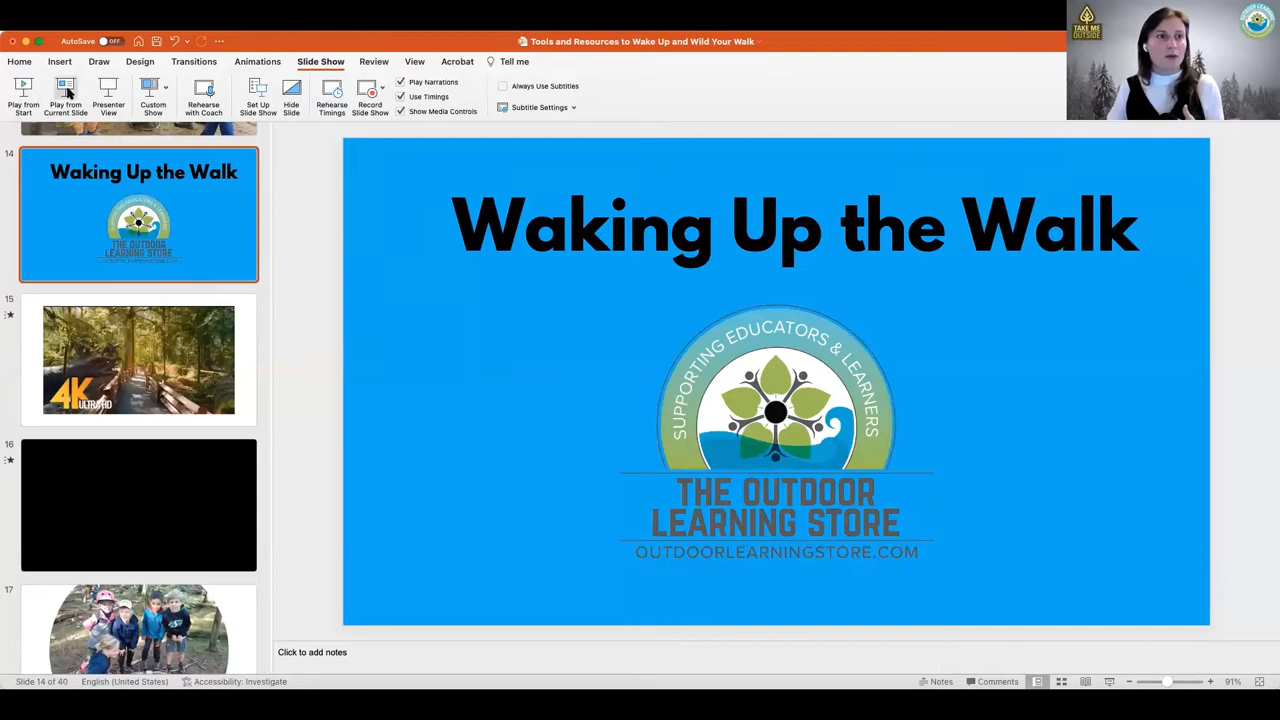 AutoSave OFF
Tools and Resources to Wake Up and Wild Your Walk
Home Insert Draw Design Transitions Animations Slide Show Review View Acrobat Tell me
Play from Start
Play from Current Slide
Presenter View
Custom Show
Rehearse with Coach
Set Up Slide Show
Hide Slide
Rehearse Timings
Record Slide Show
Play Narrations
Use Timings
Show Media Controls
Always Use Subtitles
Subtitle Settings
TAKE ME
OUTSIDE
14
Waking Up the Walk
THE OUTDOOR
LEARNING STORE
15
4K
ULTRA HD
16
17
Waking Up the Walk
SUPPORTING EDUCATORS & LEARNERS
THE OUTDOOR
LEARNING STORE
OUTDOORLEARNINGSTORE.COM
Click to add notes
Slide 14 of 40 English (United States) Accessibility: Investigate Notes Comments 91%